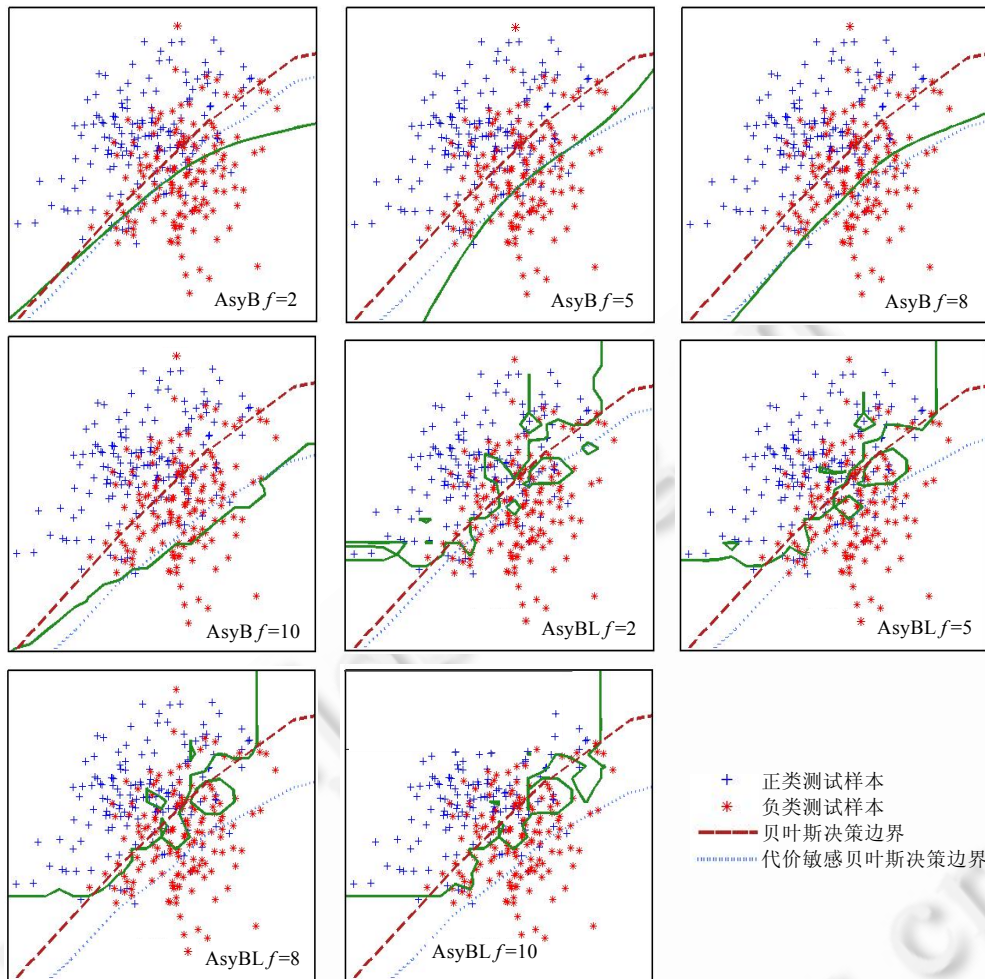 AsyB f=2
AsyB f=5
AsyB f=8
AsyB f=10
AsyBL f=2
AsyBL f=5
AsyBL f=8
AsyBL f=10
正类测试样本
负类测试样本
贝叶斯决策边界
代价敏感贝叶斯决策边界